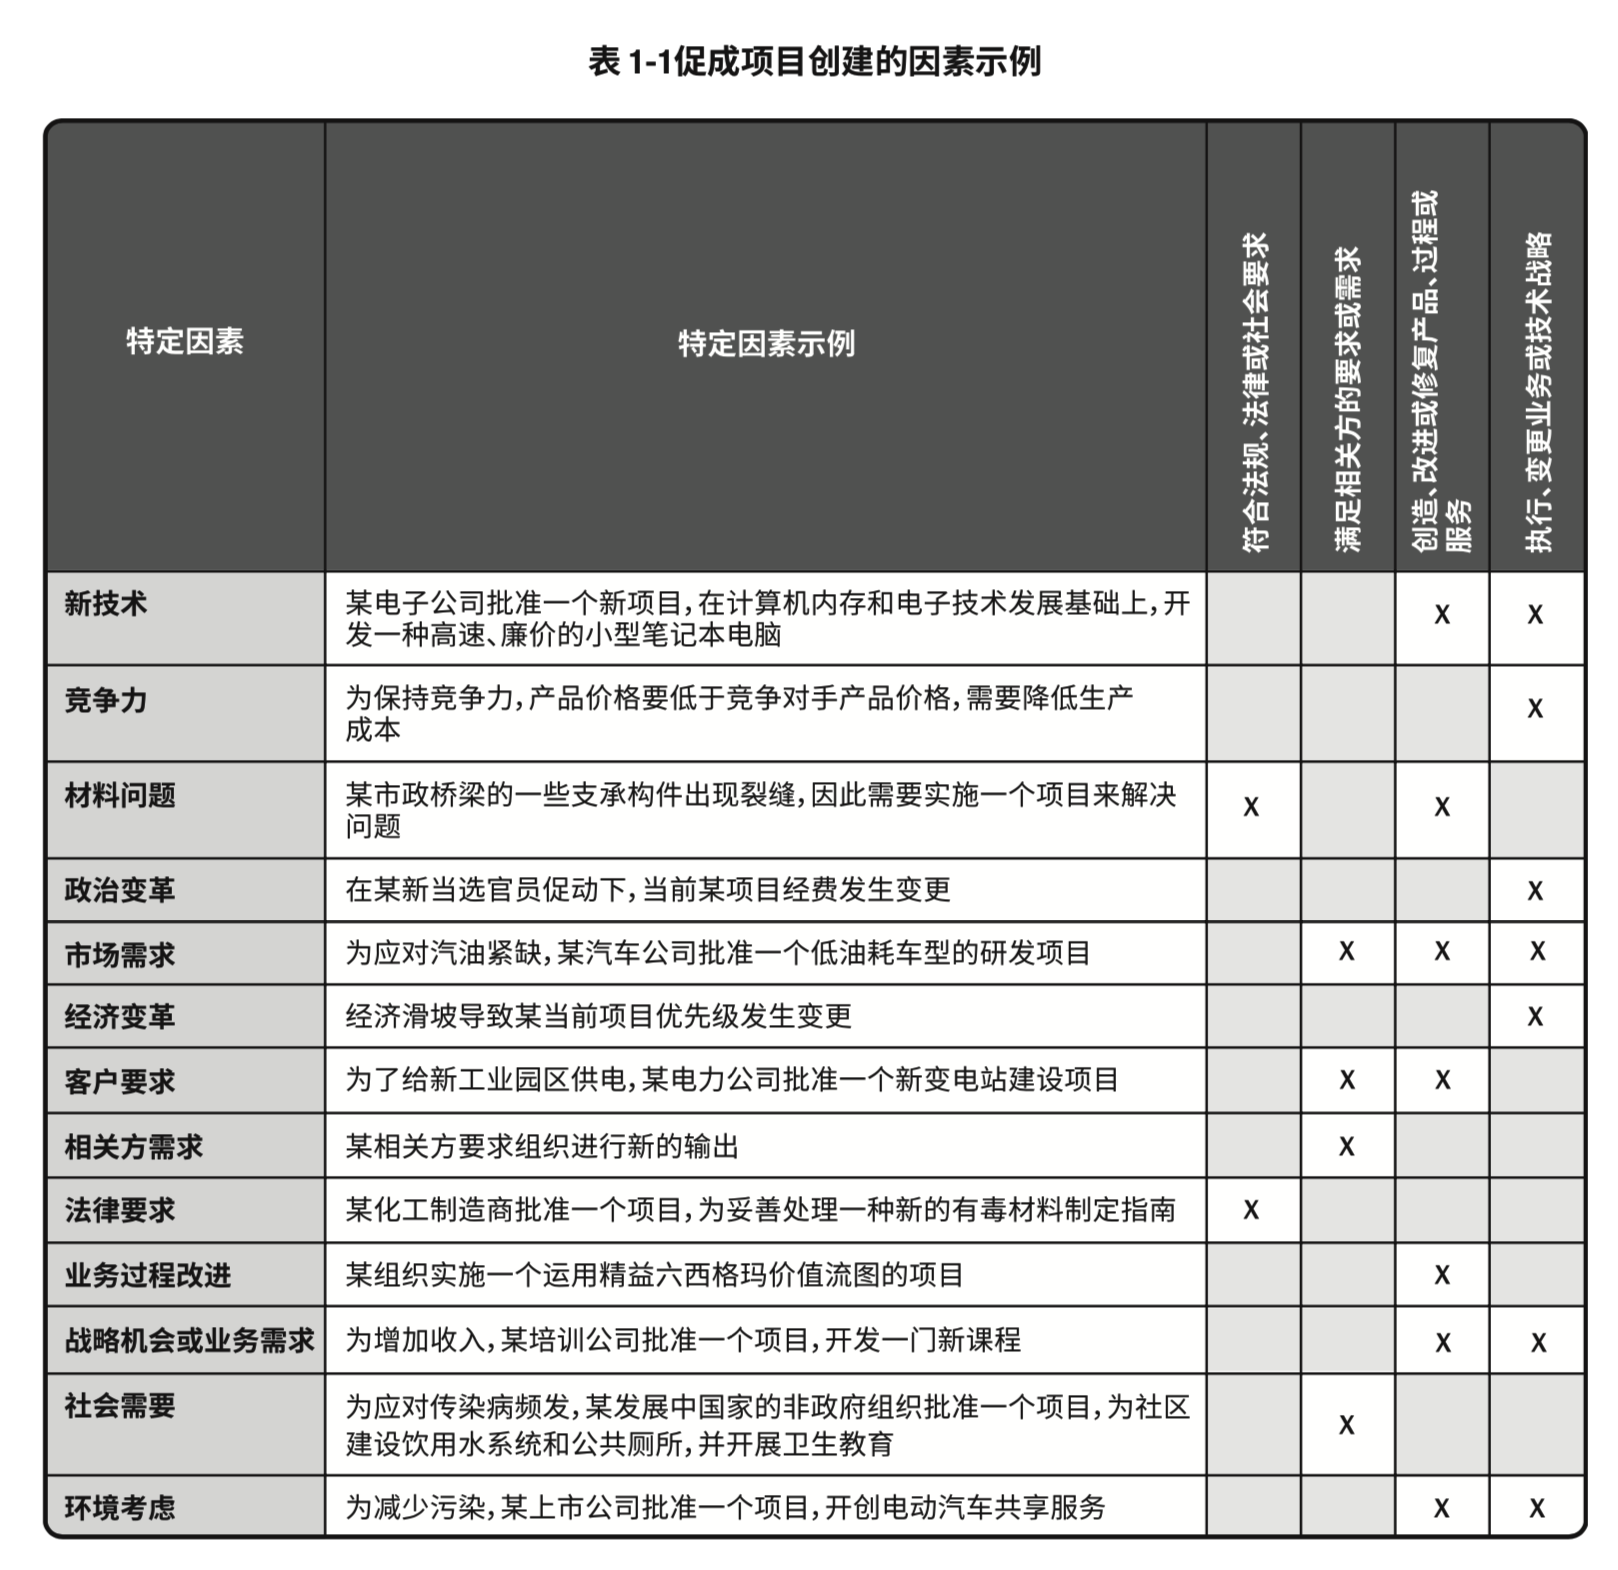 表 1-1促成项目创建的因素示例
特定因素
特定因素示例
符合法规、法律或社会要求
满足相关方的要求或需求
创造、改进或修复产品、过程或
服务
执行、变更业务或技术战略
新技术
某电子公司批准一个新项目,在计算机内存和电子技术发展基础上,开
发一种高速、廉价的小型笔记本电脑
X X
竞争力
为保持竞争力,产品价格要低于竞争对手产品价格,需要降低生产
成本
X
材料问题
某市政桥梁的一些支承构件出现裂缝,因此需要实施一个项目来解决
问题
X X
政治变革 在某新当选官员促动下,当前某项目经费发生变更 X
市场需求 为应对汽油紧缺,某汽车公司批准一个低油耗车型的研发项目 X X X
经济变革 经济滑坡导致某当前项目优先级发生变更 X
客户要求 为了给新工业园区供电,某电力公司批准一个新变电站建设项目 X X
相关方需求 某相关方要求组织进行新的输出 X
法律要求 某化工制造商批准一个项目,为妥善处理一种新的有毒材料制定指南 X
业务过程改进 某组织实施一个运用精益六西格玛价值流图的项目 X
战略机会或业务需求 为增加收入,某培训公司批准一个项目,开发一门新课程 X X
社会需要
为应对传染病频发,某发展中国家的非政府组织批准一个项目,为社区
建设饮用水系统和公共厕所,并开展卫生教育
X
环境考虑 为减少污染,某上市公司批准一个项目,开创电动汽车共享服务 X X